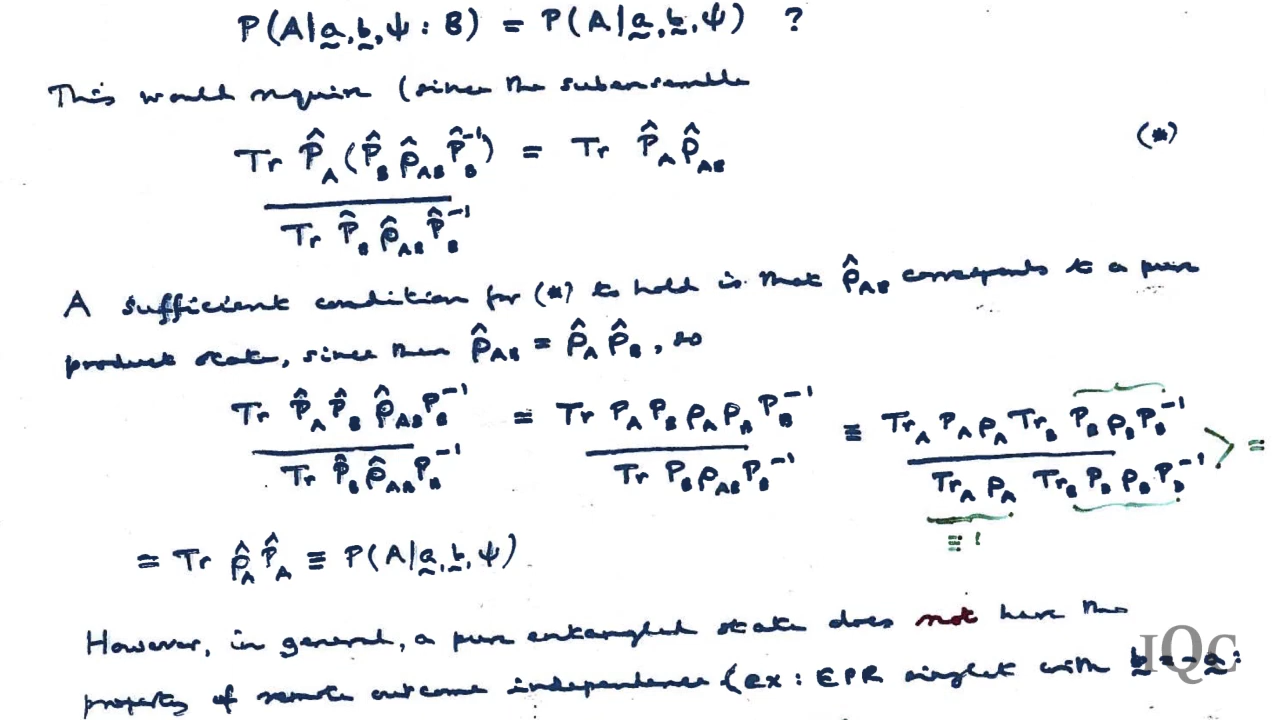 P(A|a,b,ψ : B) = P(A|a,b,ψ) ?
This would require (since the subensemble
Tr P̂_A(P̂_B ρ̂_AB P̂_B^-1) = Tr P̂_A ρ̂_AB (*)
Tr P̂_B ρ̂_AB P̂_B^-1
A sufficient condition for (*) to hold is that ρ̂_AB corresponds to a pure
product state, since then ρ̂_AB = ρ̂_A ρ̂_B, so
Tr P̂_A P̂_B ρ̂_AB P_B^-1 = Tr P_A P_B ρ_A ρ_B P_B^-1 ≡ Tr_A P_A ρ_A Tr_B P_B ρ_B P_B^-1 > =
Tr P̂_B ρ̂_AB P_B^-1 Tr P_B ρ_AB P_B^-1 Tr_A ρ_A Tr_B P_B ρ_B P_B^-1
≡ 1
= Tr ρ̂_A P̂_A ≡ P(A|a,b,ψ)
However, in general, a pure entangled state does not have the
property of remote outcome independence (ex: EPR singlet with b = -a:
IQC